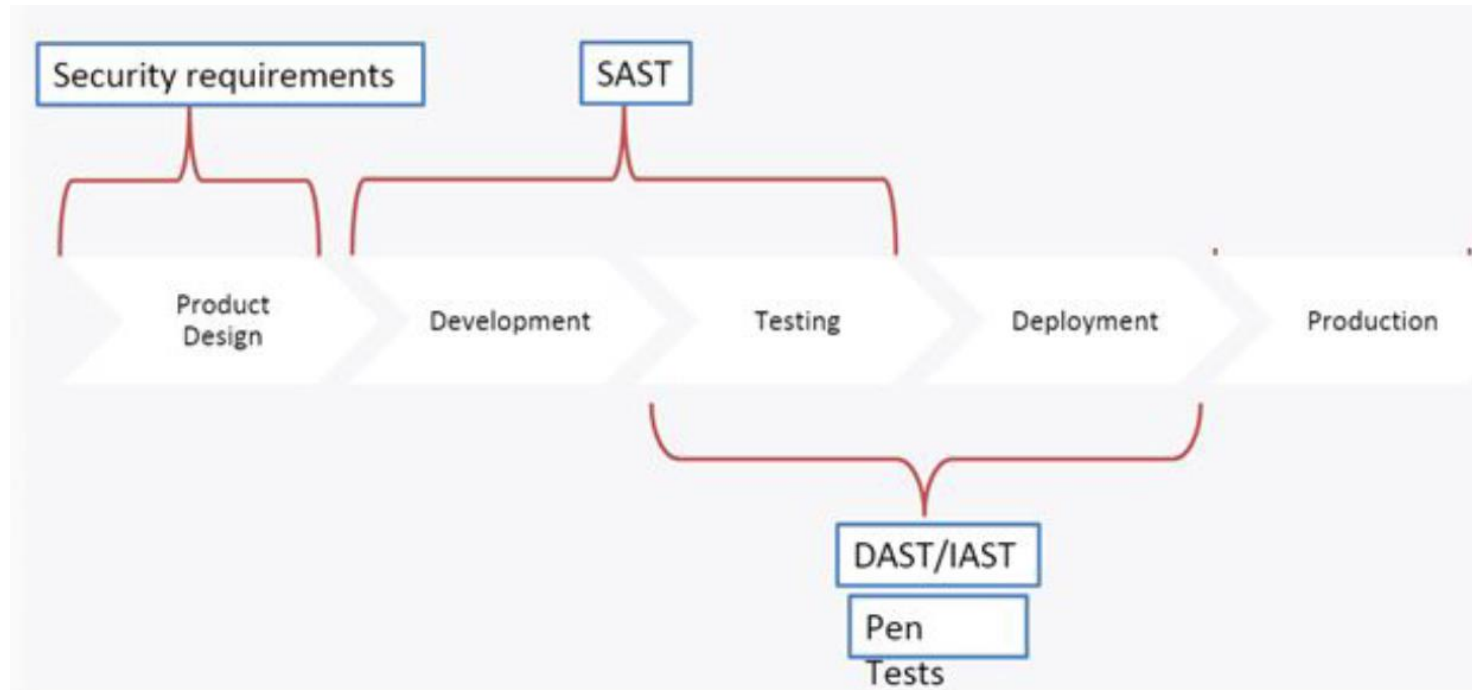 Security requirements
SAST
Product
Design
Development
Testing
Deployment
Production
DAST/IAST
Pen
Tests